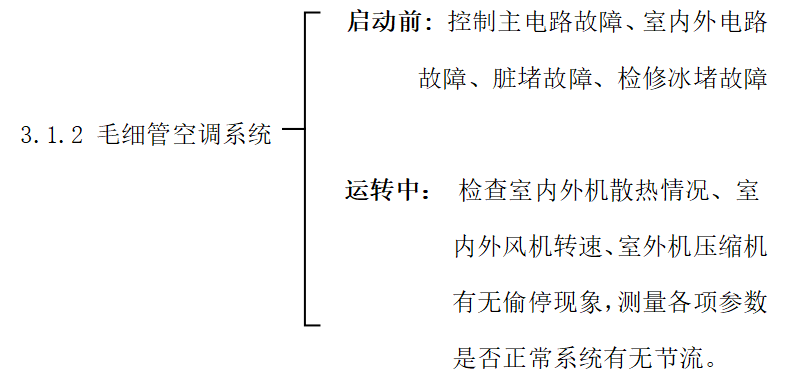 启动前：控制主电路故障、室内外电路
故障、脏堵故障、检修冰堵故障
3.1.2 毛细管空调系统
运转中： 检查室内外机散热情况、室
内外风机转速、室外机压缩机
有无偷停现象，测量各项参数
是否正常系统有无节流。